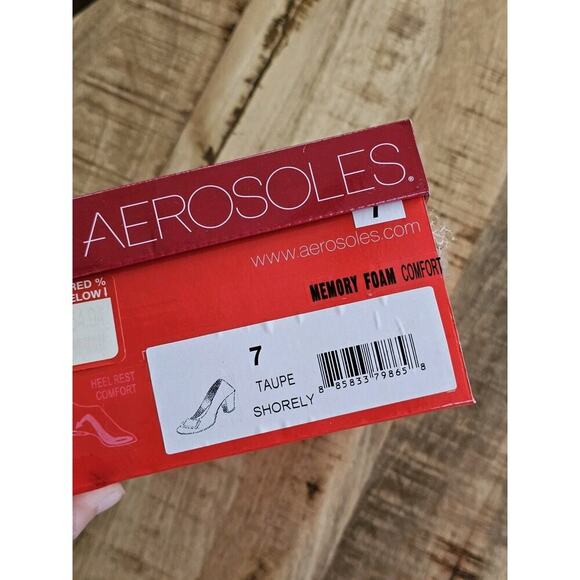 AEROSOLES®
7
www.aerosoles.com
MEMORY FOAM COMFORT
RED %
ELOW
HEEL REST
COMFORT
7
TAUPE
SHORELY
8 85833 79865 8